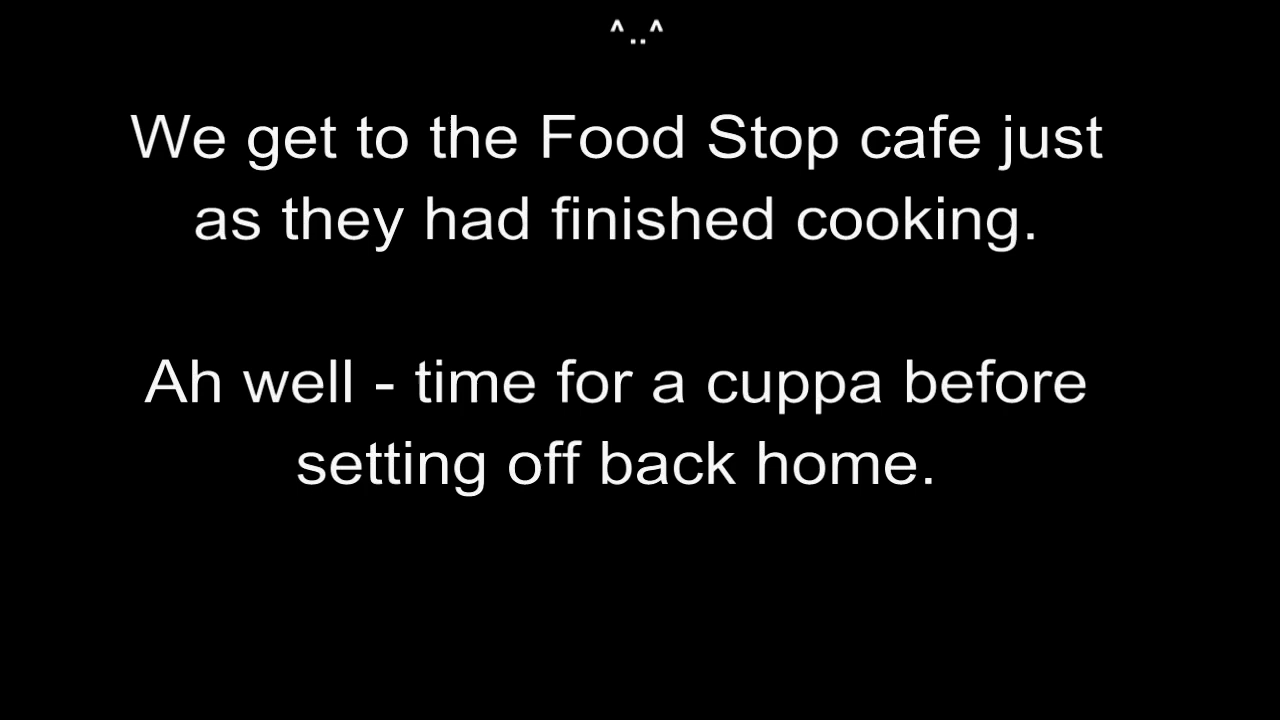 ^..^
We get to the Food Stop cafe just
as they had finished cooking.
Ah well - time for a cuppa before
setting off back home.